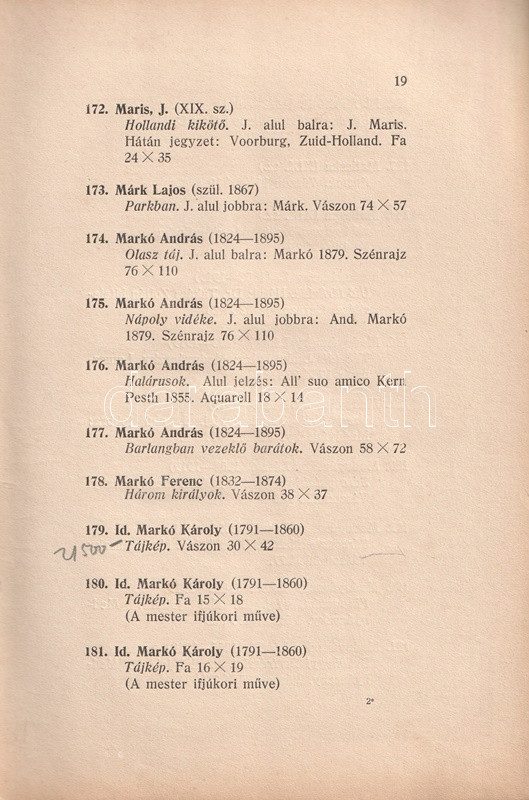 19
172. Maris, J. (XIX. sz.)
Hollandi kikötő. J. alul balra: J. Maris.
Hátán jegyzet: Voorburg, Zuid-Holland. Fa
24 × 35
173. Márk Lajos (szül. 1867)
Parkban. J. alul jobbra: Márk. Vászon 74 × 57
174. Markó András (1824—1895)
Olasz táj. J. alul balra: Markó 1879. Szénrajz
76 × 110
175. Markó András (1824—1895)
Nápoly vidéke. J. alul jobbra: And. Markó
1879. Szénrajz 76 × 110
176. Markó András (1824—1895)
Halárusok. Alul jelzés: All' suo amico Kern
Pesth 1855. Aquarell 18 × 14
darabanth
177. Markó András (1824—1895)
Barlangban vezeklő barátok. Vászon 58 × 72
178. Markó Ferenc (1832—1874)
Három királyok. Vászon 38 × 37
179. Id. Markó Károly (1791—1860)
Tájkép. Vászon 30 × 42
180. Id. Markó Károly (1791—1860)
Tájkép. Fa 15 × 18
(A mester ifjúkori műve)
181. Id. Markó Károly (1791—1860)
Tájkép. Fa 16 × 19
(A mester ifjúkori műve)
2*